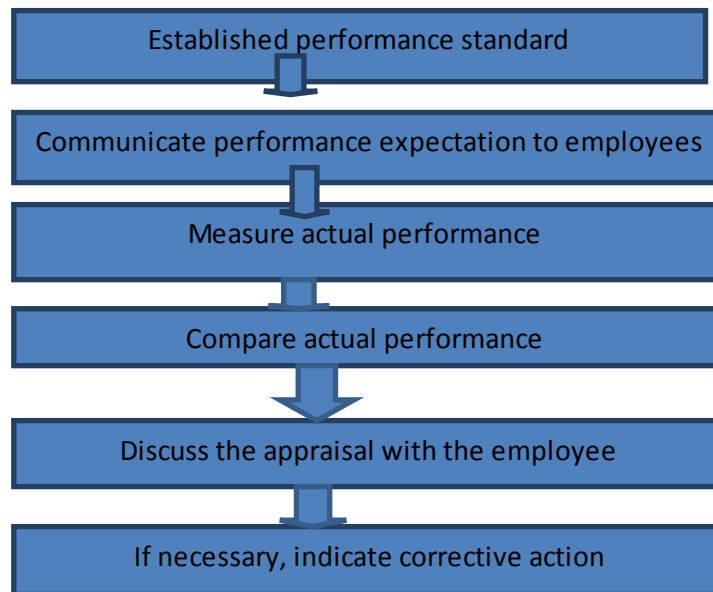 Established performance standard
Communicate performance expectation to employees
Measure actual performance
Compare actual performance
Discuss the appraisal with the employee
If necessary, indicate corrective action